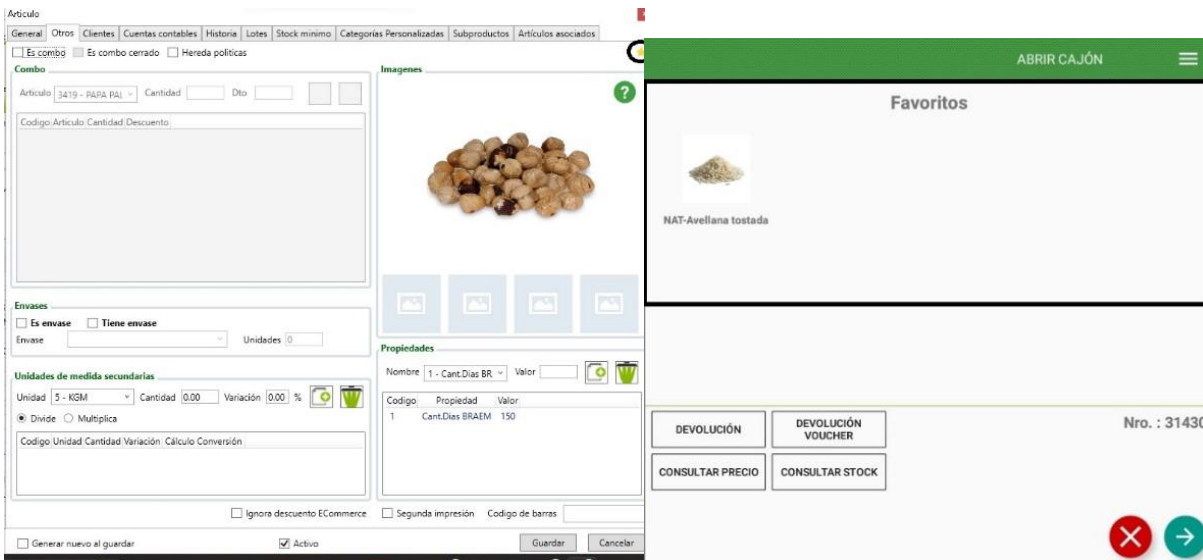 Articulo
General Otros Clientes Cuentas contables Historia Lotes Stock minimo Categorías Personalizadas Subproductos Artículos asociados
Es combo Es combo cerrado Hereda politicas
Combo
Articulo 3419 - PAPA PAI Cantidad Dto
Codigo Articulo Cantidad Descuento
Imagenes
?
Envases
Es envase Tiene envase
Envase Unidades 0
Unidades de medida secundarias
Unidad 5 - KGM Cantidad 0.00 Variación 0.00 %
Divide Multiplica
Codigo Unidad Cantidad Variación Cálculo Conversión
Propiedades
Nombre 1 - Cant.Dias BR Valor
Codigo Propiedad Valor
1 Cant.Dias BRAEM 150
Ignora descuento ECommerce Segunda impresión Codigo de barras
Generar nuevo al guardar Activo Guardar Cancelar
ABRIR CAJÓN
Favoritos
NAT-Avellana tostada
DEVOLUCIÓN
DEVOLUCIÓN
VOUCHER
Nro. : 31430
CONSULTAR PRECIO
CONSULTAR STOCK